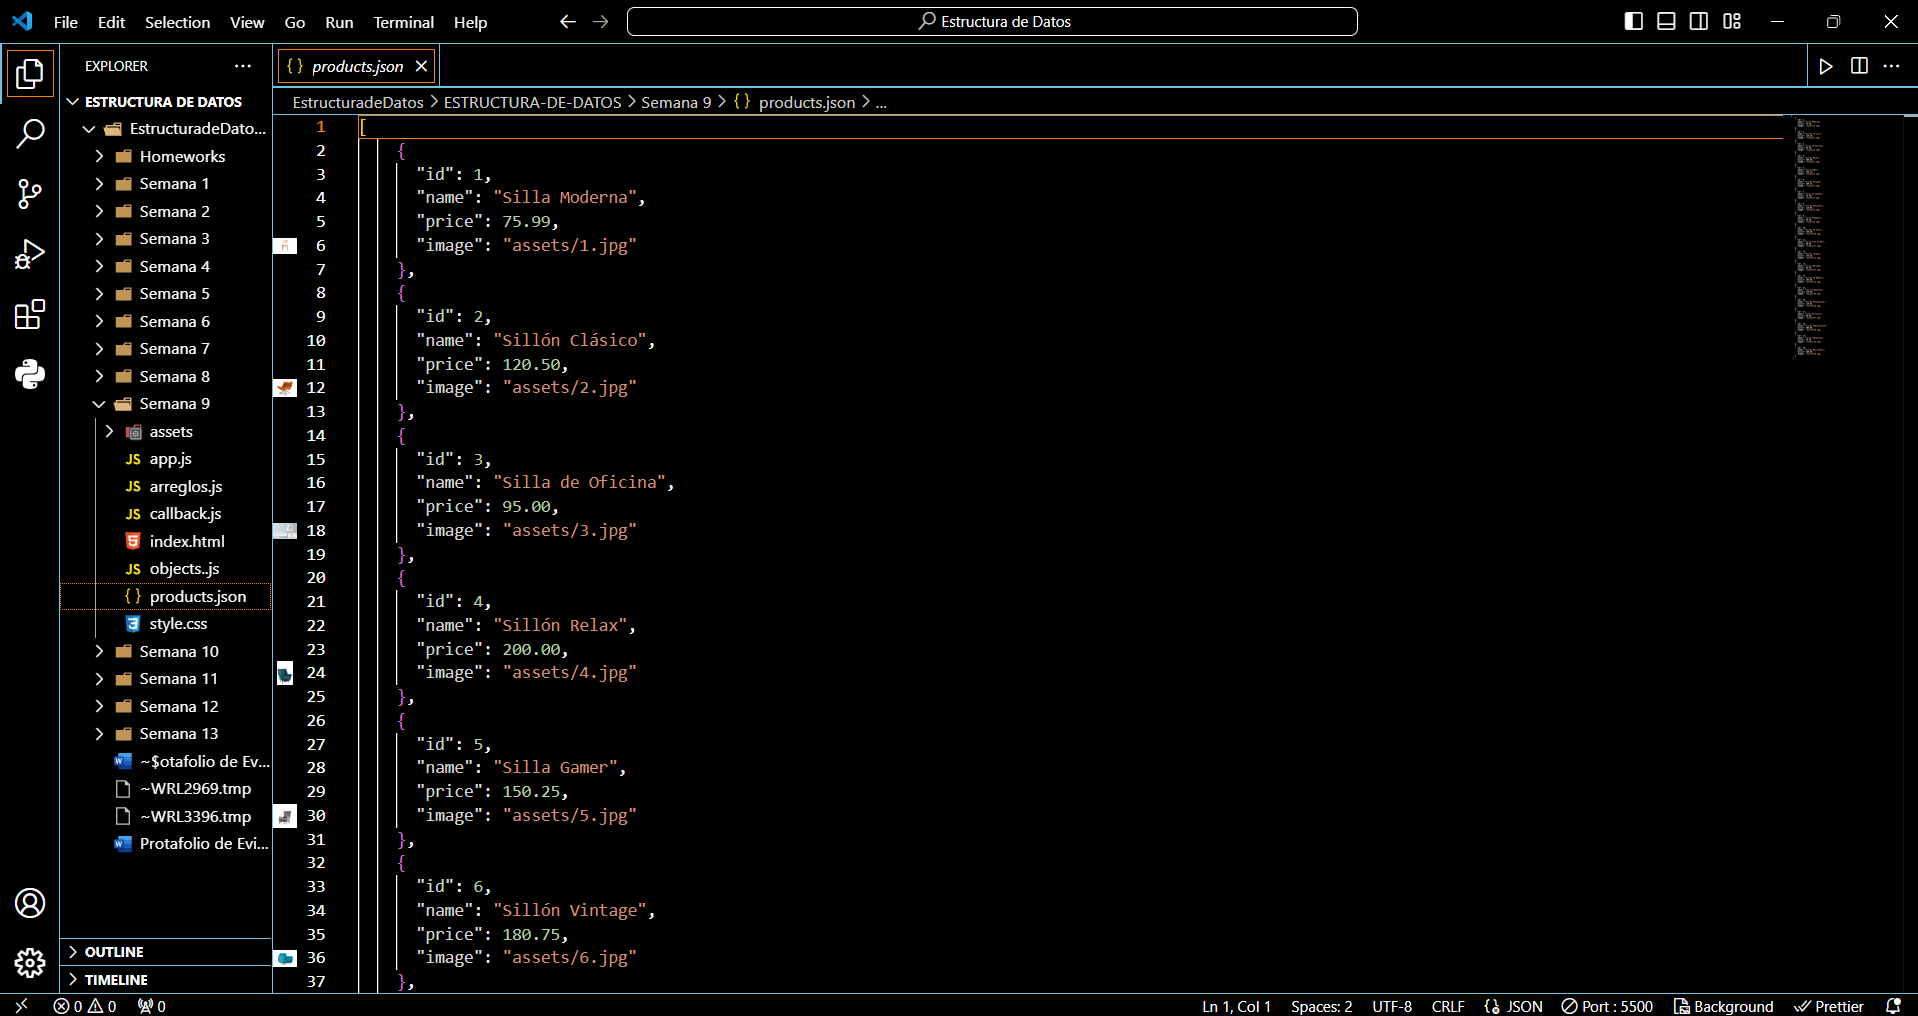 File Edit Selection View Go Run Terminal Help
Estructura de Datos
EXPLORER
ESTRUCTURA DE DATOS
EstructuradeDato...
Homeworks
Semana 1
Semana 2
Semana 3
Semana 4
Semana 5
Semana 6
Semana 7
Semana 8
Semana 9
assets
JS app.js
JS arreglos.js
JS callback.js
index.html
JS objects..js
{} products.json
style.css
Semana 10
Semana 11
Semana 12
Semana 13
~$otafolio de Ev...
~WRL2969.tmp
~WRL3396.tmp
Protafolio de Evi...
OUTLINE
TIMELINE
{} products.json
EstructuradeDatos > ESTRUCTURA-DE-DATOS > Semana 9 > {} products.json > ...
1 [
2 {
3 "id": 1,
4 "name": "Silla Moderna",
5 "price": 75.99,
6 "image": "assets/1.jpg"
7 },
8 {
9 "id": 2,
10 "name": "Sillón Clásico",
11 "price": 120.50,
12 "image": "assets/2.jpg"
13 },
14 {
15 "id": 3,
16 "name": "Silla de Oficina",
17 "price": 95.00,
18 "image": "assets/3.jpg"
19 },
20 {
21 "id": 4,
22 "name": "Sillón Relax",
23 "price": 200.00,
24 "image": "assets/4.jpg"
25 },
26 {
27 "id": 5,
28 "name": "Silla Gamer",
29 "price": 150.25,
30 "image": "assets/5.jpg"
31 },
32 {
33 "id": 6,
34 "name": "Sillón Vintage",
35 "price": 180.75,
36 "image": "assets/6.jpg"
37 },
0 0 0 Ln 1, Col 1 Spaces: 2 UTF-8 CRLF {} JSON Port : 5500 Background Prettier